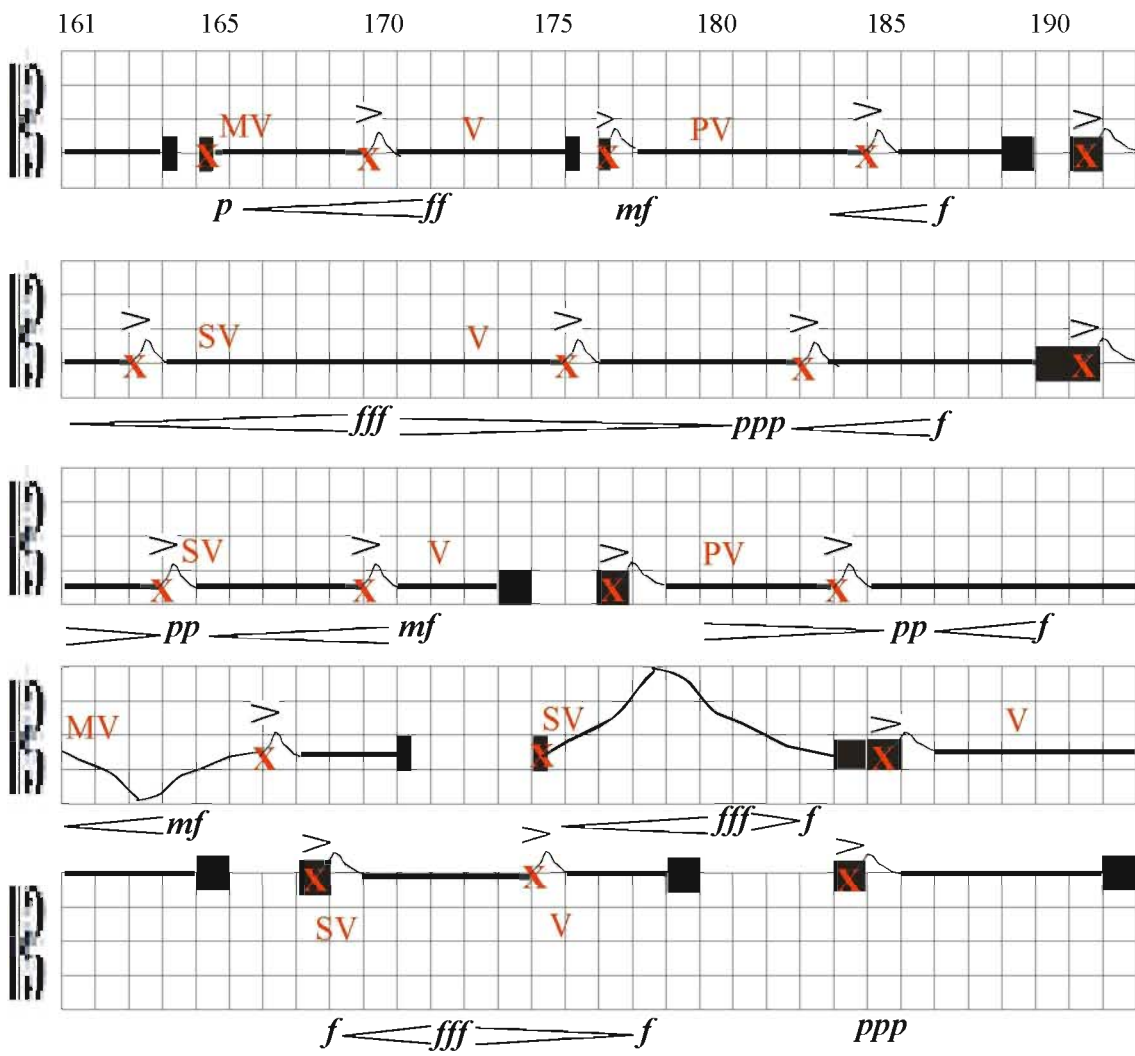 161 165 170 175 180 185 190
> > > >
MV V PV
X X X X X
p ff mf f
> > > >
SV V
X X X X
fff ppp f
> > > >
SV V PV
X X X X
pp mf pp f
MV > SV > V
X X X
mf fff f
> > >
X X X
SV V
f fff f ppp